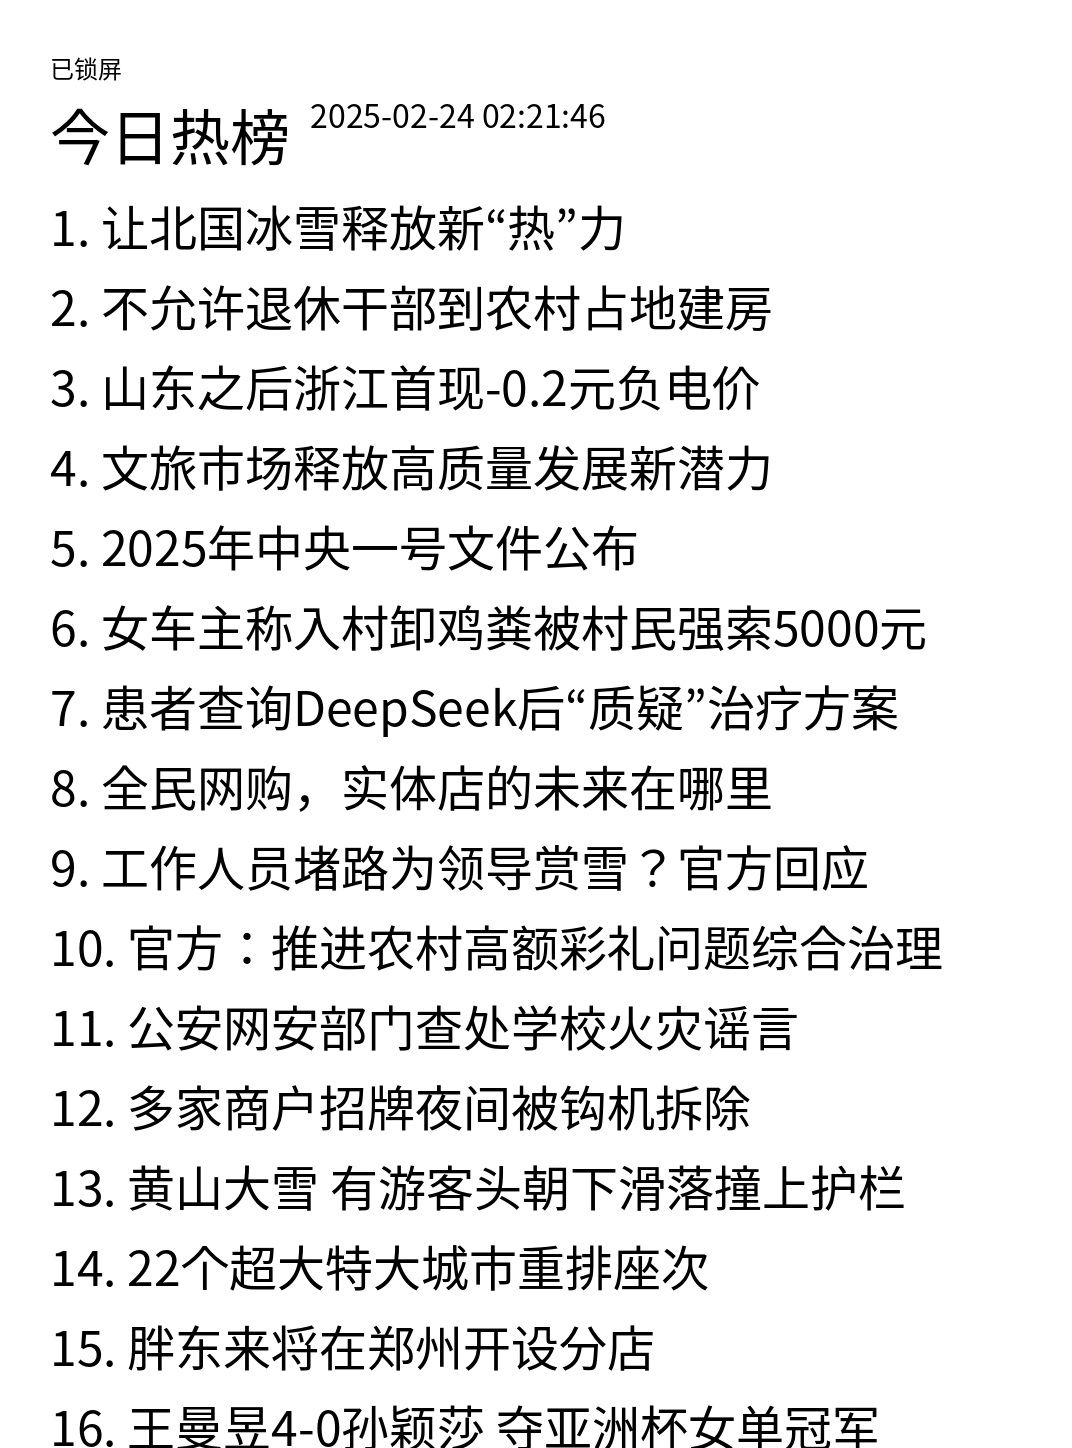 已锁屏
今日热榜 2025-02-24 02:21:46
1. 让北国冰雪释放新“热”力
2. 不允许退休干部到农村占地建房
3. 山东之后浙江首现-0.2元负电价
4. 文旅市场释放高质量发展新潜力
5. 2025年中央一号文件公布
6. 女车主称入村卸鸡粪被村民强索5000元
7. 患者查询DeepSeek后“质疑”治疗方案
8. 全民网购，实体店的未来在哪里
9. 工作人员堵路为领导赏雪？官方回应
10. 官方：推进农村高额彩礼问题综合治理
11. 公安网安部门查处学校火灾谣言
12. 多家商户招牌夜间被钩机拆除
13. 黄山大雪 有游客头朝下滑落撞上护栏
14. 22个超大特大城市重排座次
15. 胖东来将在郑州开设分店
16. 王曼昱4-0孙颖莎 夺亚洲杯女单冠军